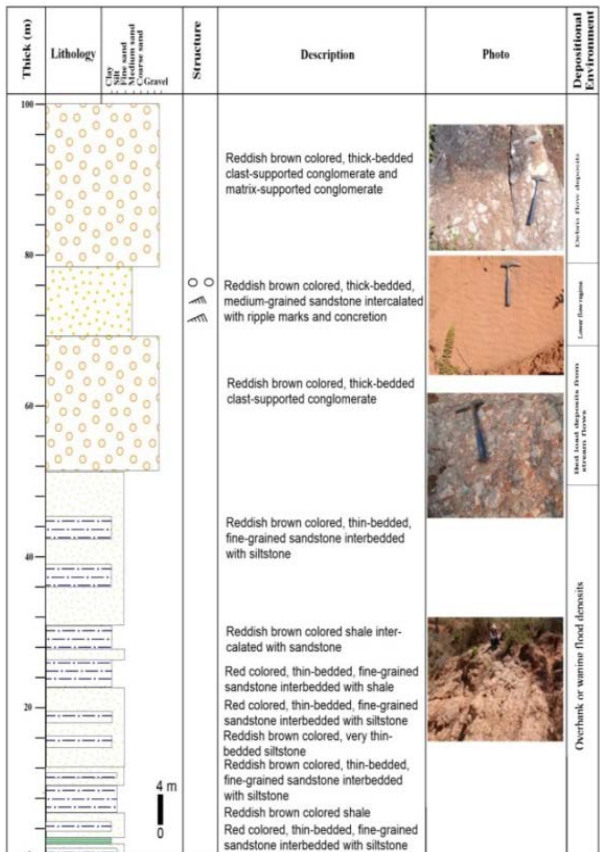 Thick (m)
Lithology
Clay
Silt
Fine sand
Medium sand
Coarse sand
Gravel
Structure
Description
Photo
Depositional
Environment
100
80
60
40
20
Reddish brown colored, thick-bedded
clast-supported conglomerate and
matrix-supported conglomerate
Debris flow deposits
Reddish brown colored, thick-bedded,
medium-grained sandstone intercalated
with ripple marks and concretion
Lower flow regime
Reddish brown colored, thick-bedded
clast-supported conglomerate
Bed load deposits from
stream flows
Reddish brown colored, thin-bedded,
fine-grained sandstone interbedded
with siltstone
Reddish brown colored shale inter-
calated with sandstone
Red colored, thin-bedded, fine-grained
sandstone interbedded with shale
Red colored, thin-bedded, fine-grained
sandstone interbedded with siltstone
Reddish brown colored, very thin-
bedded siltstone
Reddish brown colored, thin-bedded,
fine-grained sandstone interbedded
with siltstone
Reddish brown colored shale
Red colored, thin-bedded, fine-grained
sandstone interbedded with siltstone
Overbank or waning flood deposits
4 m
0